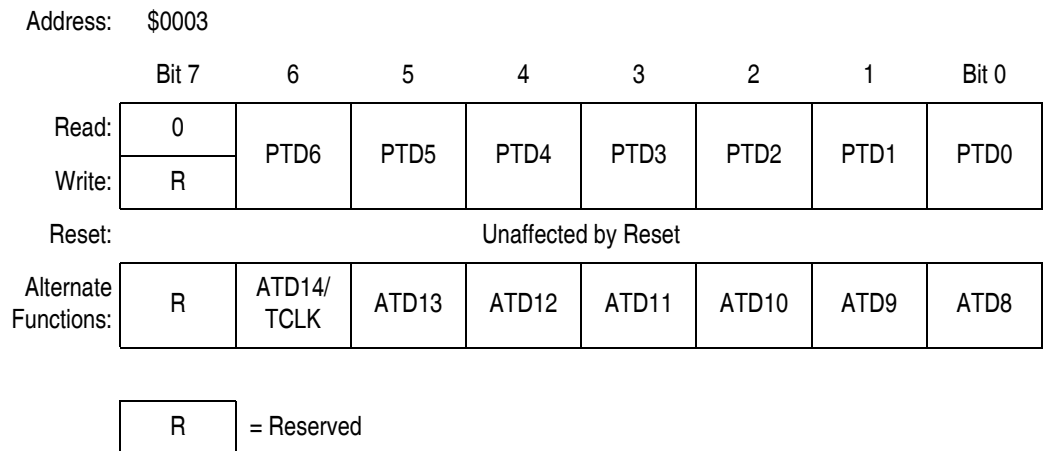 Address: $0003
Bit 7 6 5 4 3 2 1 Bit 0
Read: 0 PTD6 PTD5 PTD4 PTD3 PTD2 PTD1 PTD0
Write: R
Reset: Unaffected by Reset
Alternate Functions: R ATD14/ TCLK ATD13 ATD12 ATD11 ATD10 ATD9 ATD8
R = Reserved